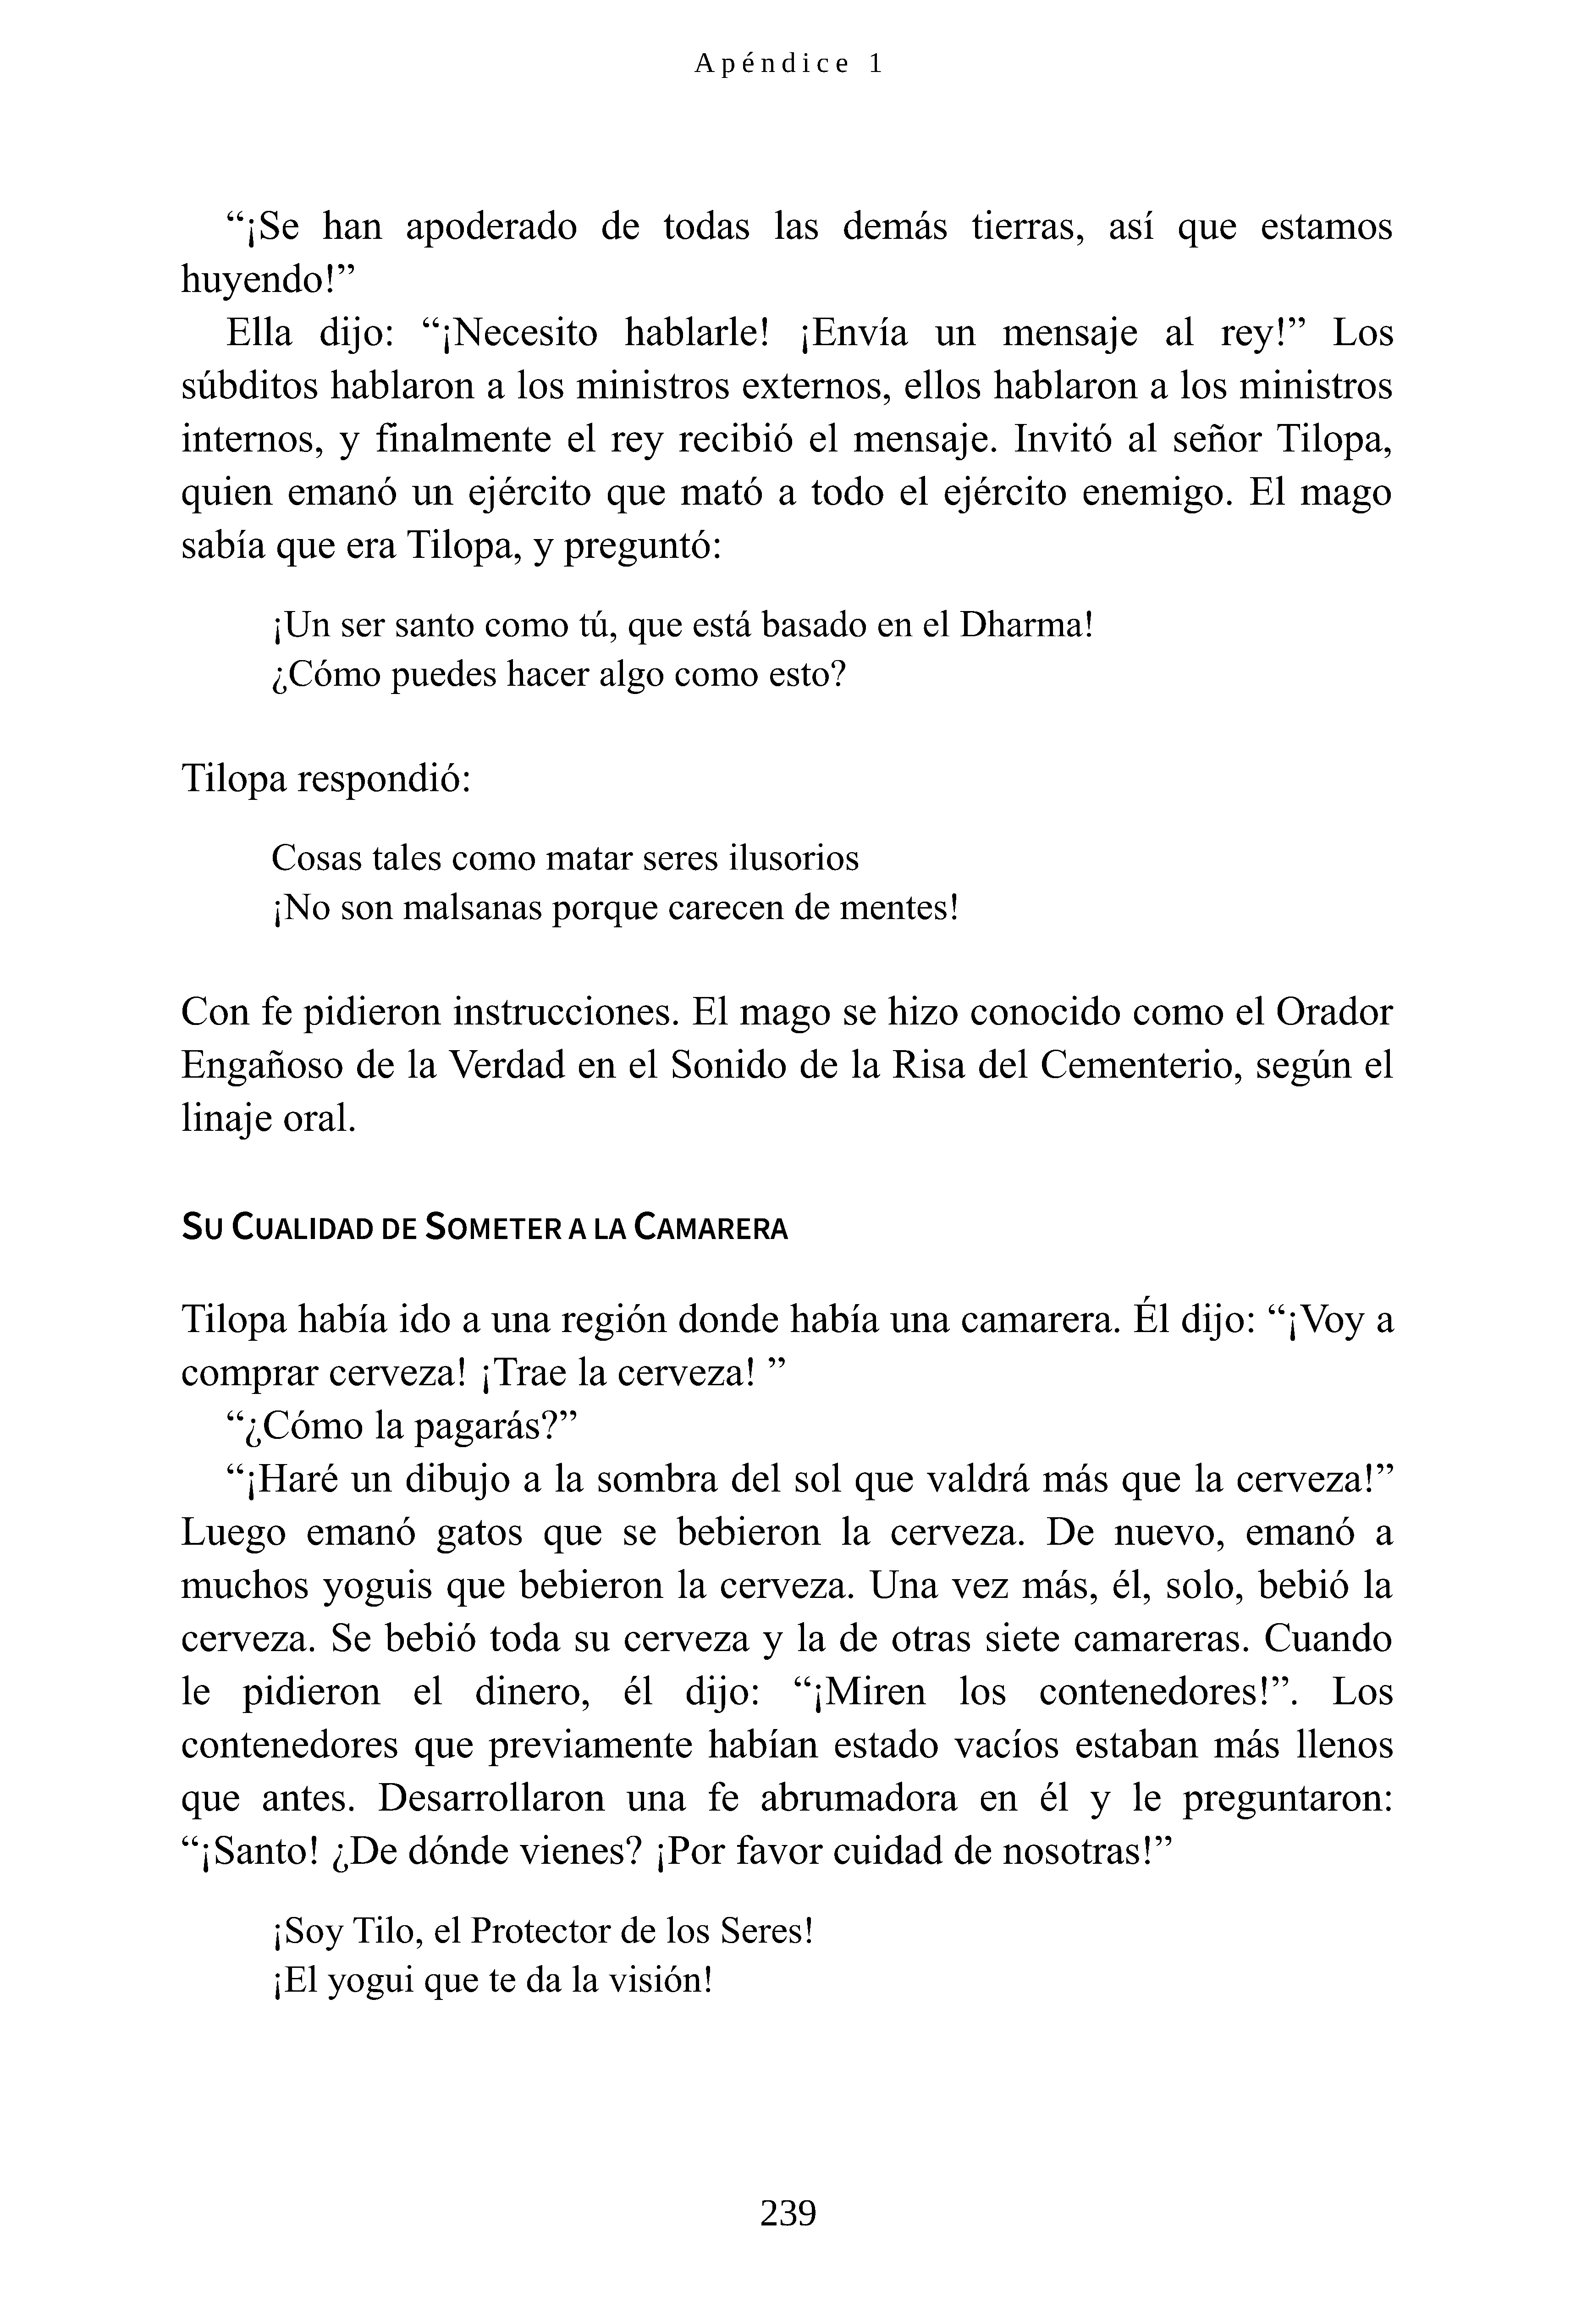 Apéndice 1
“¡Se han apoderado de todas las demás tierras, así que estamos
huyendo!”
Ella dijo: “¡Necesito hablarle! ¡Envía un mensaje al rey!” Los
súbditos hablaron a los ministros externos, ellos hablaron a los ministros
internos, y finalmente el rey recibió el mensaje. Invitó al señor Tilopa,
quien emanó un ejército que mató a todo el ejército enemigo. El mago
sabía que era Tilopa, y preguntó:
¡Un ser santo como tú, que está basado en el Dharma!
¿Cómo puedes hacer algo como esto?
Tilopa respondió:
Cosas tales como matar seres ilusorios
¡No son malsanas porque carecen de mentes!
Con fe pidieron instrucciones. El mago se hizo conocido como el Orador
Engañoso de la Verdad en el Sonido de la Risa del Cementerio, según el
linaje oral.
SU CUALIDAD DE SOMETER A LA CAMARERA
Tilopa había ido a una región donde había una camarera. Él dijo: “¡Voy a
comprar cerveza! ¡Trae la cerveza! ”
“¿Cómo la pagarás?”
“¡Haré un dibujo a la sombra del sol que valdrá más que la cerveza!”
Luego emanó gatos que se bebieron la cerveza. De nuevo, emanó a
muchos yoguis que bebieron la cerveza. Una vez más, él, solo, bebió la
cerveza. Se bebió toda su cerveza y la de otras siete camareras. Cuando
le pidieron el dinero, él dijo: “¡Miren los contenedores!”. Los
contenedores que previamente habían estado vacíos estaban más llenos
que antes. Desarrollaron una fe abrumadora en él y le preguntaron:
“¡Santo! ¿De dónde vienes? ¡Por favor cuidad de nosotras!”
¡Soy Tilo, el Protector de los Seres!
¡El yogui que te da la visión!
239